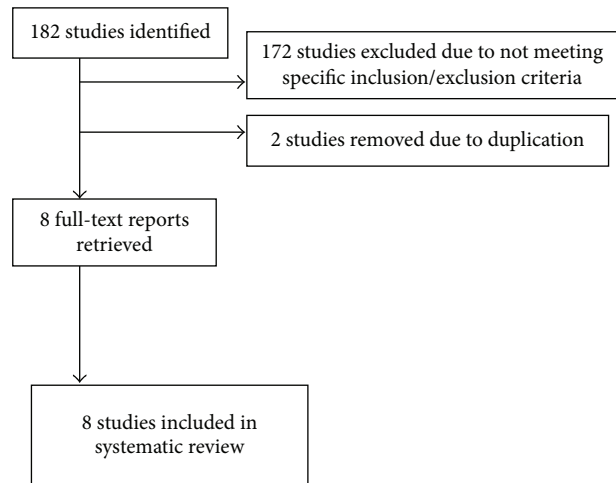 182 studies identified
172 studies excluded due to not meeting
specific inclusion/exclusion criteria
2 studies removed due to duplication
8 full-text reports
retrieved
8 studies included in
systematic review